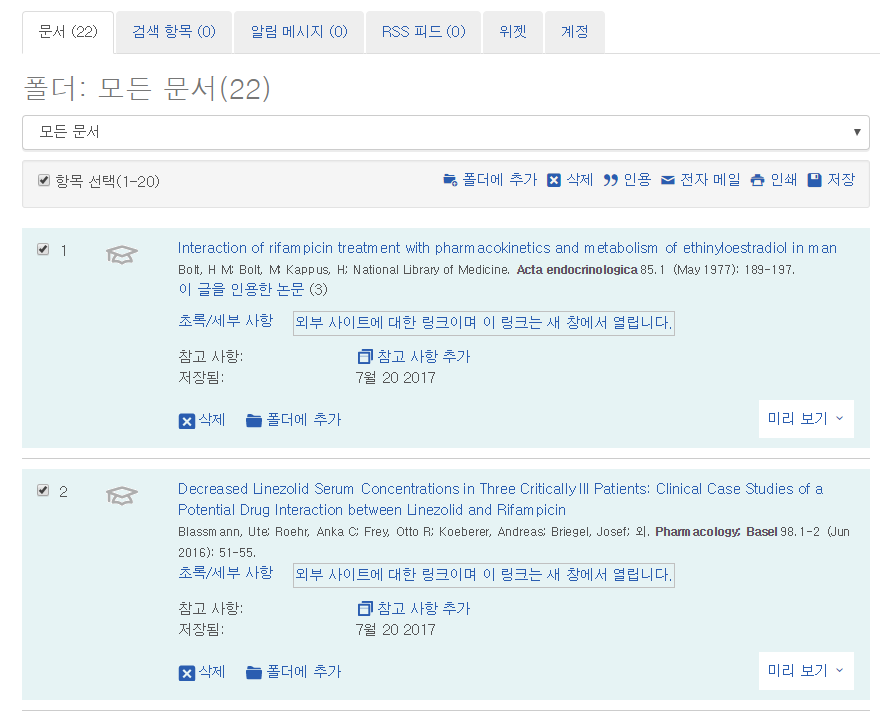 문서 (22) 검색 항목 (0) 알림 메시지 (0) RSS 피드 (0) 위젯 계정
폴더: 모든 문서(22)
모든 문서
항목 선택(1-20) 폴더에 추가 삭제 인용 전자 메일 인쇄 저장
1 Interaction of rifampicin treatment with pharmacokinetics and metabolism of ethinyloestradiol in man
Bolt, H M; Bolt, M; Kappus, H; National Library of Medicine. Acta endocrinologica 85.1 (May 1977): 189-197.
이 글을 인용한 논문 (3)
초록/세부 사항 외부 사이트에 대한 링크이며 이 링크는 새 창에서 열립니다.
참고 사항: 참고 사항 추가
저장됨: 7월 20 2017
삭제 폴더에 추가 미리 보기
2 Decreased Linezolid Serum Concentrations in Three Critically Ill Patients: Clinical Case Studies of a
Potential Drug Interaction between Linezolid and Rifampicin
Blassmann, Ute; Roehr, Anka C; Frey, Otto R; Koeberer, Andreas; Briegel, Josef; 외. Pharmacology; Basel 98.1-2 (Jun
2016): 51-55.
초록/세부 사항 외부 사이트에 대한 링크이며 이 링크는 새 창에서 열립니다.
참고 사항: 참고 사항 추가
저장됨: 7월 20 2017
삭제 폴더에 추가 미리 보기